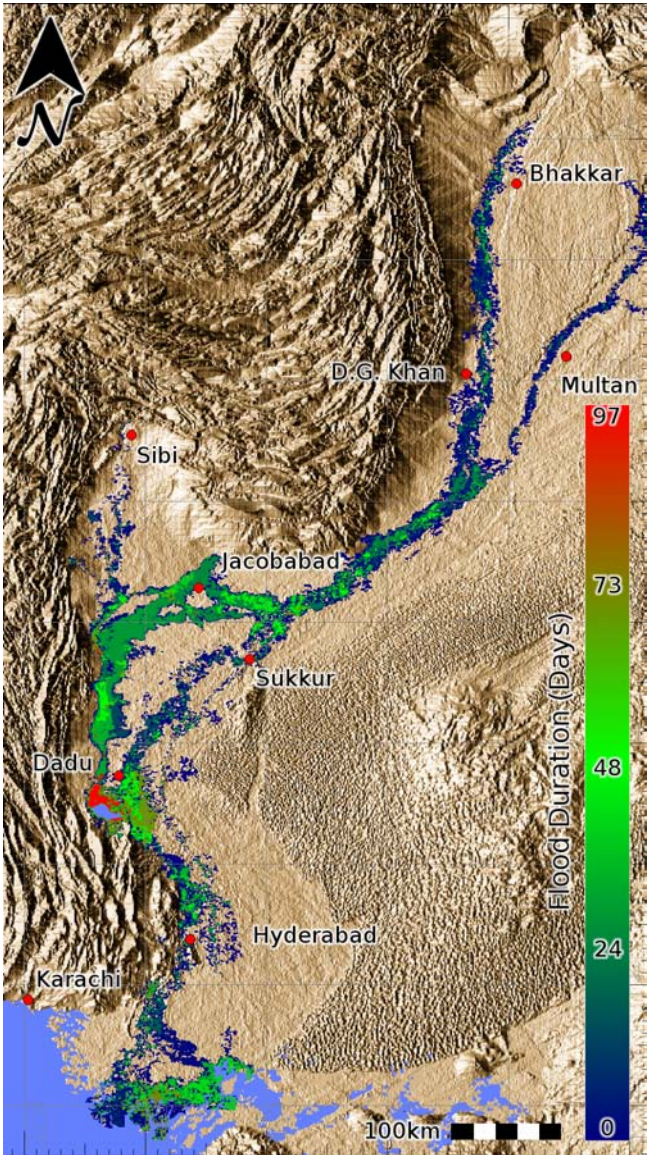 N
Bhakkar
D.G. Khan
Multan
97
Sibi
Jacobabad
73
Sukkur
Flood Duration (Days)
48
Dadu
24
Hyderabad
Karachi
100km
0